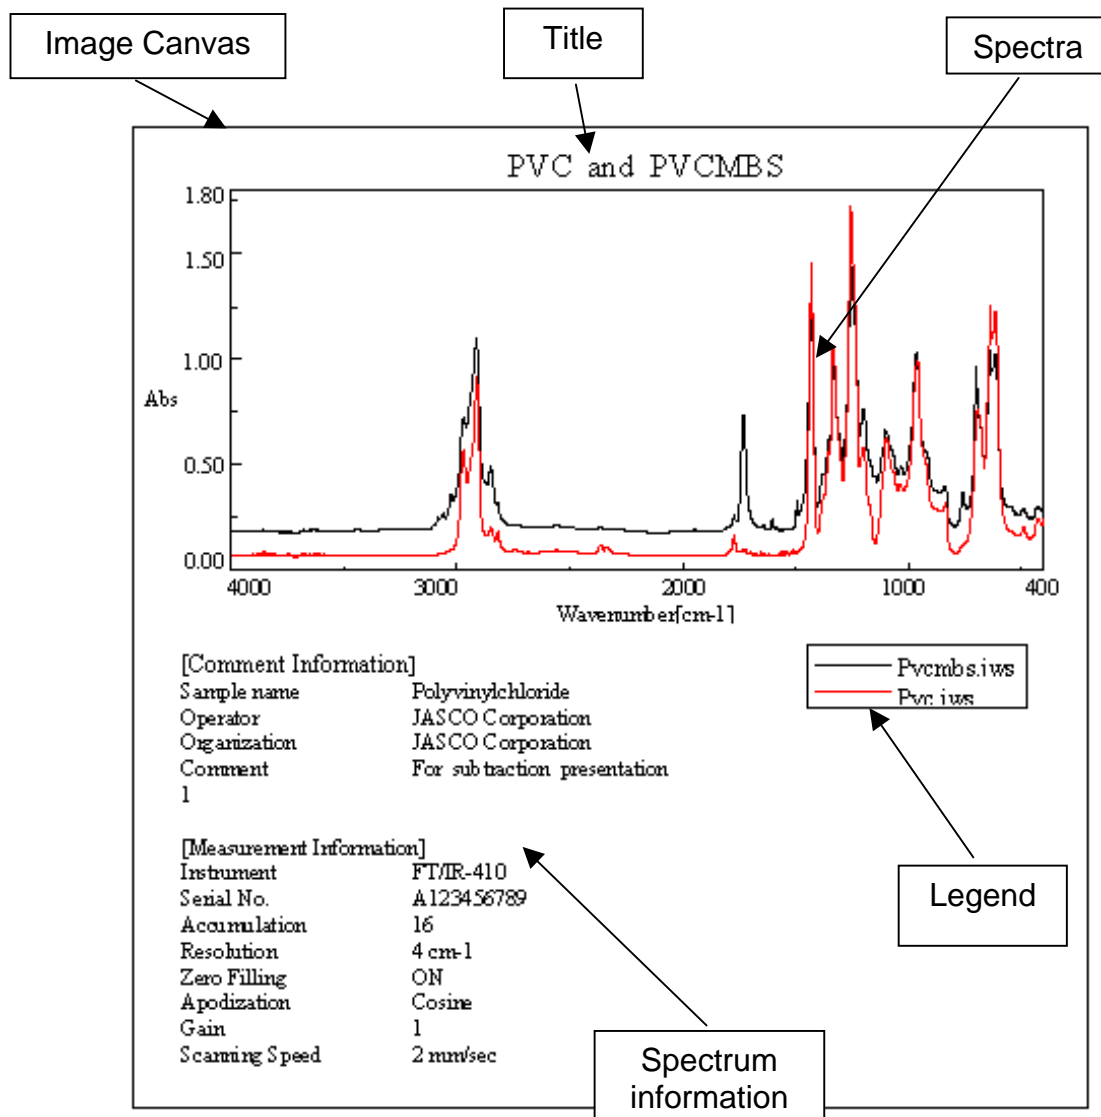 Image Canvas
Title
Spectra
PVC and PVCMBS
1.80
1.50
1.00
Abs
0.50
0.00
4000 3000 2000 1000 400
Wavenumber[cm-1]
[Comment Information]
Sample name Polyvinylchloride
Operator JASCO Corporation
Organization JASCO Corporation
Comment For subtraction presentation
1
Pvcmbs.iws
Pvc.iws
[Measurement Information]
Instrument FT/IR-410
Serial No. A123456789
Accumulation 16
Resolution 4 cm-1
Zero Filling ON
Apodization Cosine
Gain 1
Scanning Speed 2 mm/sec
Legend
Spectrum
information